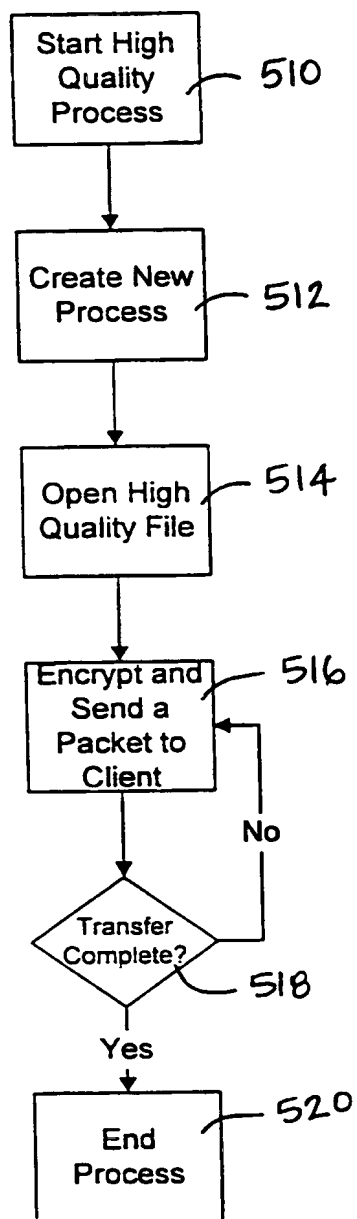 Start High
Quality
Process
510
Create New
Process
512
Open High
Quality File
514
Encrypt and
Send a
Packet to
Client
516
No
Transfer
Complete?
518
Yes
End
Process
520